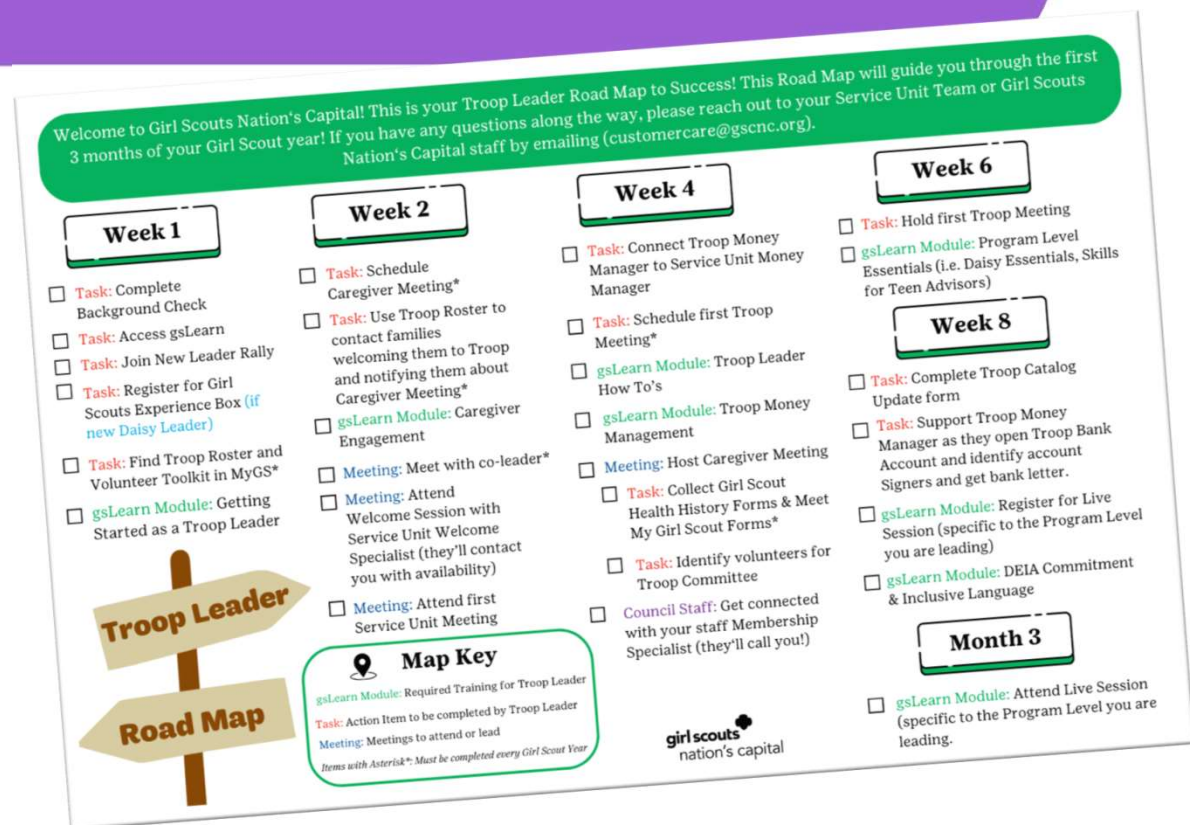 Welcome to Girl Scouts Nation's Capital! This is your Troop Leader Road Map to Success! This Road Map will guide you through the first
3 months of your Girl Scout year! If you have any questions along the way, please reach out to your Service Unit Team or Girl Scouts
Nation's Capital staff by emailing (customercare@gscnc.org).
Week 1
Task: Complete
Background Check
Task: Access gsLearn
Task: Join New Leader Rally
Task: Register for Girl
Scouts Experience Box (if
new Daisy Leader)
Task: Find Troop Roster and
Volunteer Toolkit in MyGS*
gsLearn Module: Getting
Started as a Troop Leader
Troop Leader
Road Map
Week 2
Task: Schedule
Caregiver Meeting*
Task: Use Troop Roster to
contact families
welcoming them to Troop
and notifying them about
Caregiver Meeting*
gsLearn Module: Caregiver
Engagement
Meeting: Meet with co-leader*
Meeting: Attend
Welcome Session with
Service Unit Welcome
Specialist (they'll contact
you with availability)
Meeting: Attend first
Service Unit Meeting
Map Key
gsLearn Module: Required Training for Troop Leader
Task: Action Item to be completed by Troop Leader
Meeting: Meetings to attend or lead
Items with Asterisk*: Must be completed every Girl Scout Year
Week 4
Task: Connect Troop Money
Manager to Service Unit Money
Manager
Task: Schedule first Troop
Meeting*
gsLearn Module: Troop Leader
How To's
gsLearn Module: Troop Money
Management
Meeting: Host Caregiver Meeting
Task: Collect Girl Scout
Health History Forms & Meet
My Girl Scout Forms*
Task: Identify volunteers for
Troop Committee
Council Staff: Get connected
with your staff Membership
Specialist (they'll call you!)
girl scouts
nation's capital
Week 6
Task: Hold first Troop Meeting
gsLearn Module: Program Level
Essentials (i.e. Daisy Essentials, Skills
for Teen Advisors)
Week 8
Task: Complete Troop Catalog
Update form
Task: Support Troop Money
Manager as they open Troop Bank
Account and identify account
Signers and get bank letter.
gsLearn Module: Register for Live
Session (specific to the Program Level
you are leading)
gsLearn Module: DEIA Commitment
& Inclusive Language
Month 3
gsLearn Module: Attend Live Session
(specific to the Program Level you are
leading.